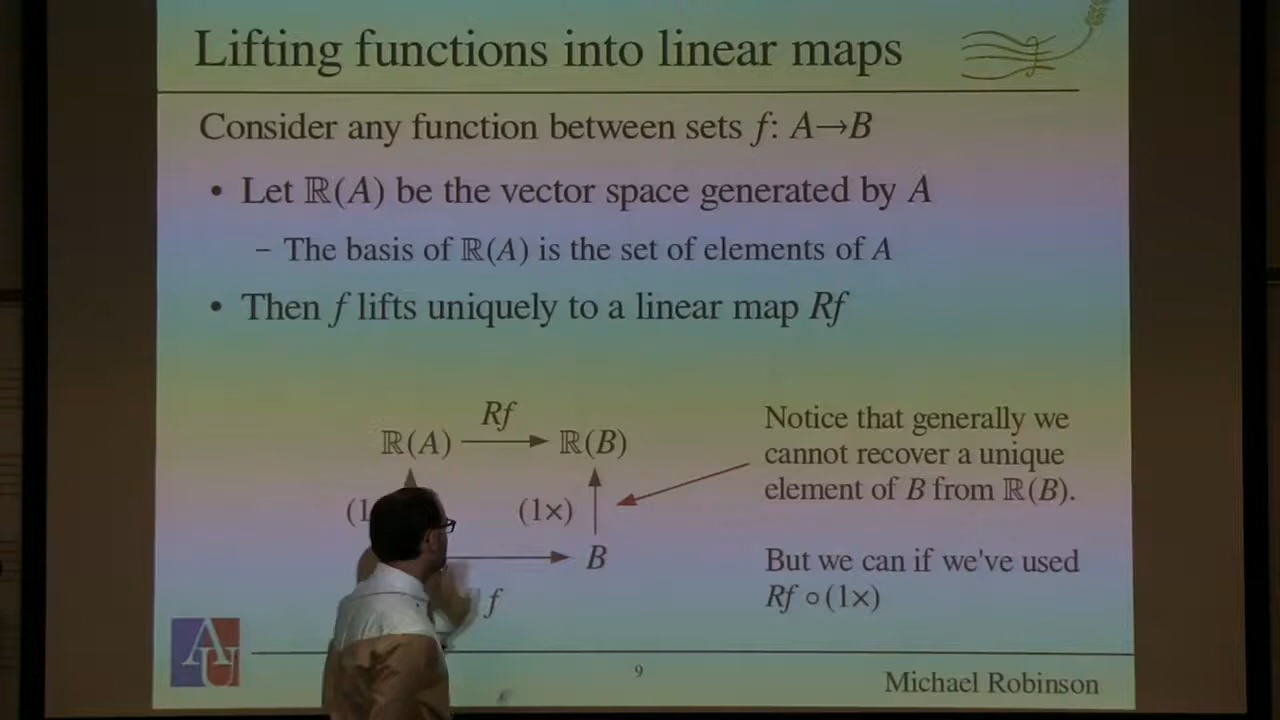 Lifting functions into linear maps
Consider any function between sets f: A→B
• Let ℝ(A) be the vector space generated by A
– The basis of ℝ(A) is the set of elements of A
• Then f lifts uniquely to a linear map Rf
Rf
ℝ(A) ℝ(B)
(1×)
B
f
Notice that generally we
cannot recover a unique
element of B from ℝ(B).
But we can if we've used
Rf ∘ (1×)
AU
9
Michael Robinson